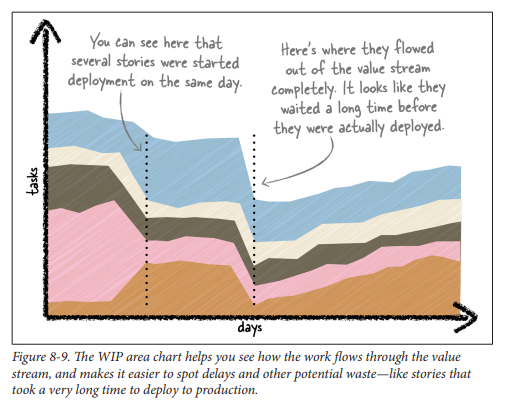 You can see here that
several stories were started
deployment on the same day.
Here's where they flowed
out of the value stream
completely. It looks like they
waited a long time before
they were actually deployed.
tasks
days
Figure 8-9. The WIP area chart helps you see how the work flows through the value
stream, and makes it easier to spot delays and other potential waste—like stories that
took a very long time to deploy to production.